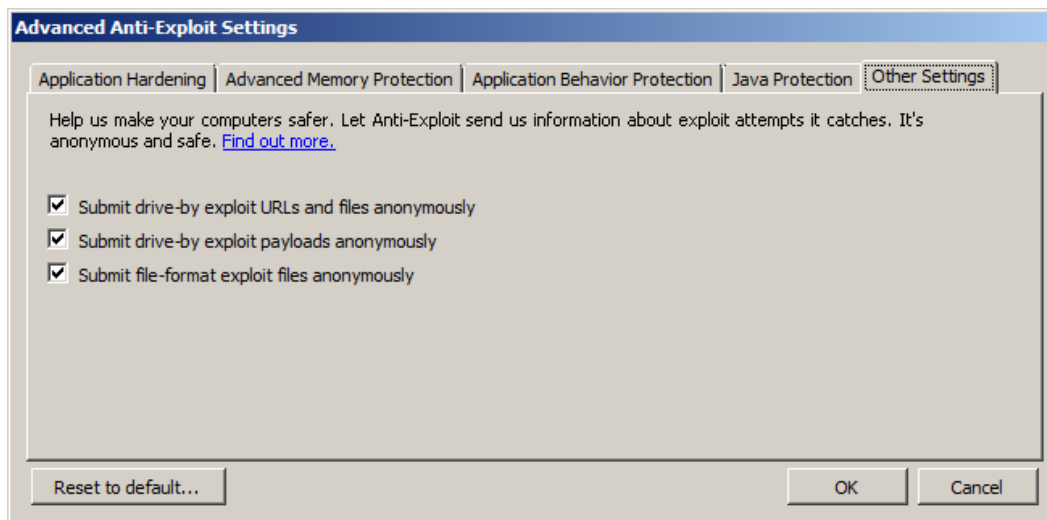 Advanced Anti-Exploit Settings
Application Hardening Advanced Memory Protection Application Behavior Protection Java Protection Other Settings
Help us make your computers safer. Let Anti-Exploit send us information about exploit attempts it catches. It's
anonymous and safe. Find out more.
Submit drive-by exploit URLs and files anonymously
Submit drive-by exploit payloads anonymously
Submit file-format exploit files anonymously
Reset to default... OK Cancel